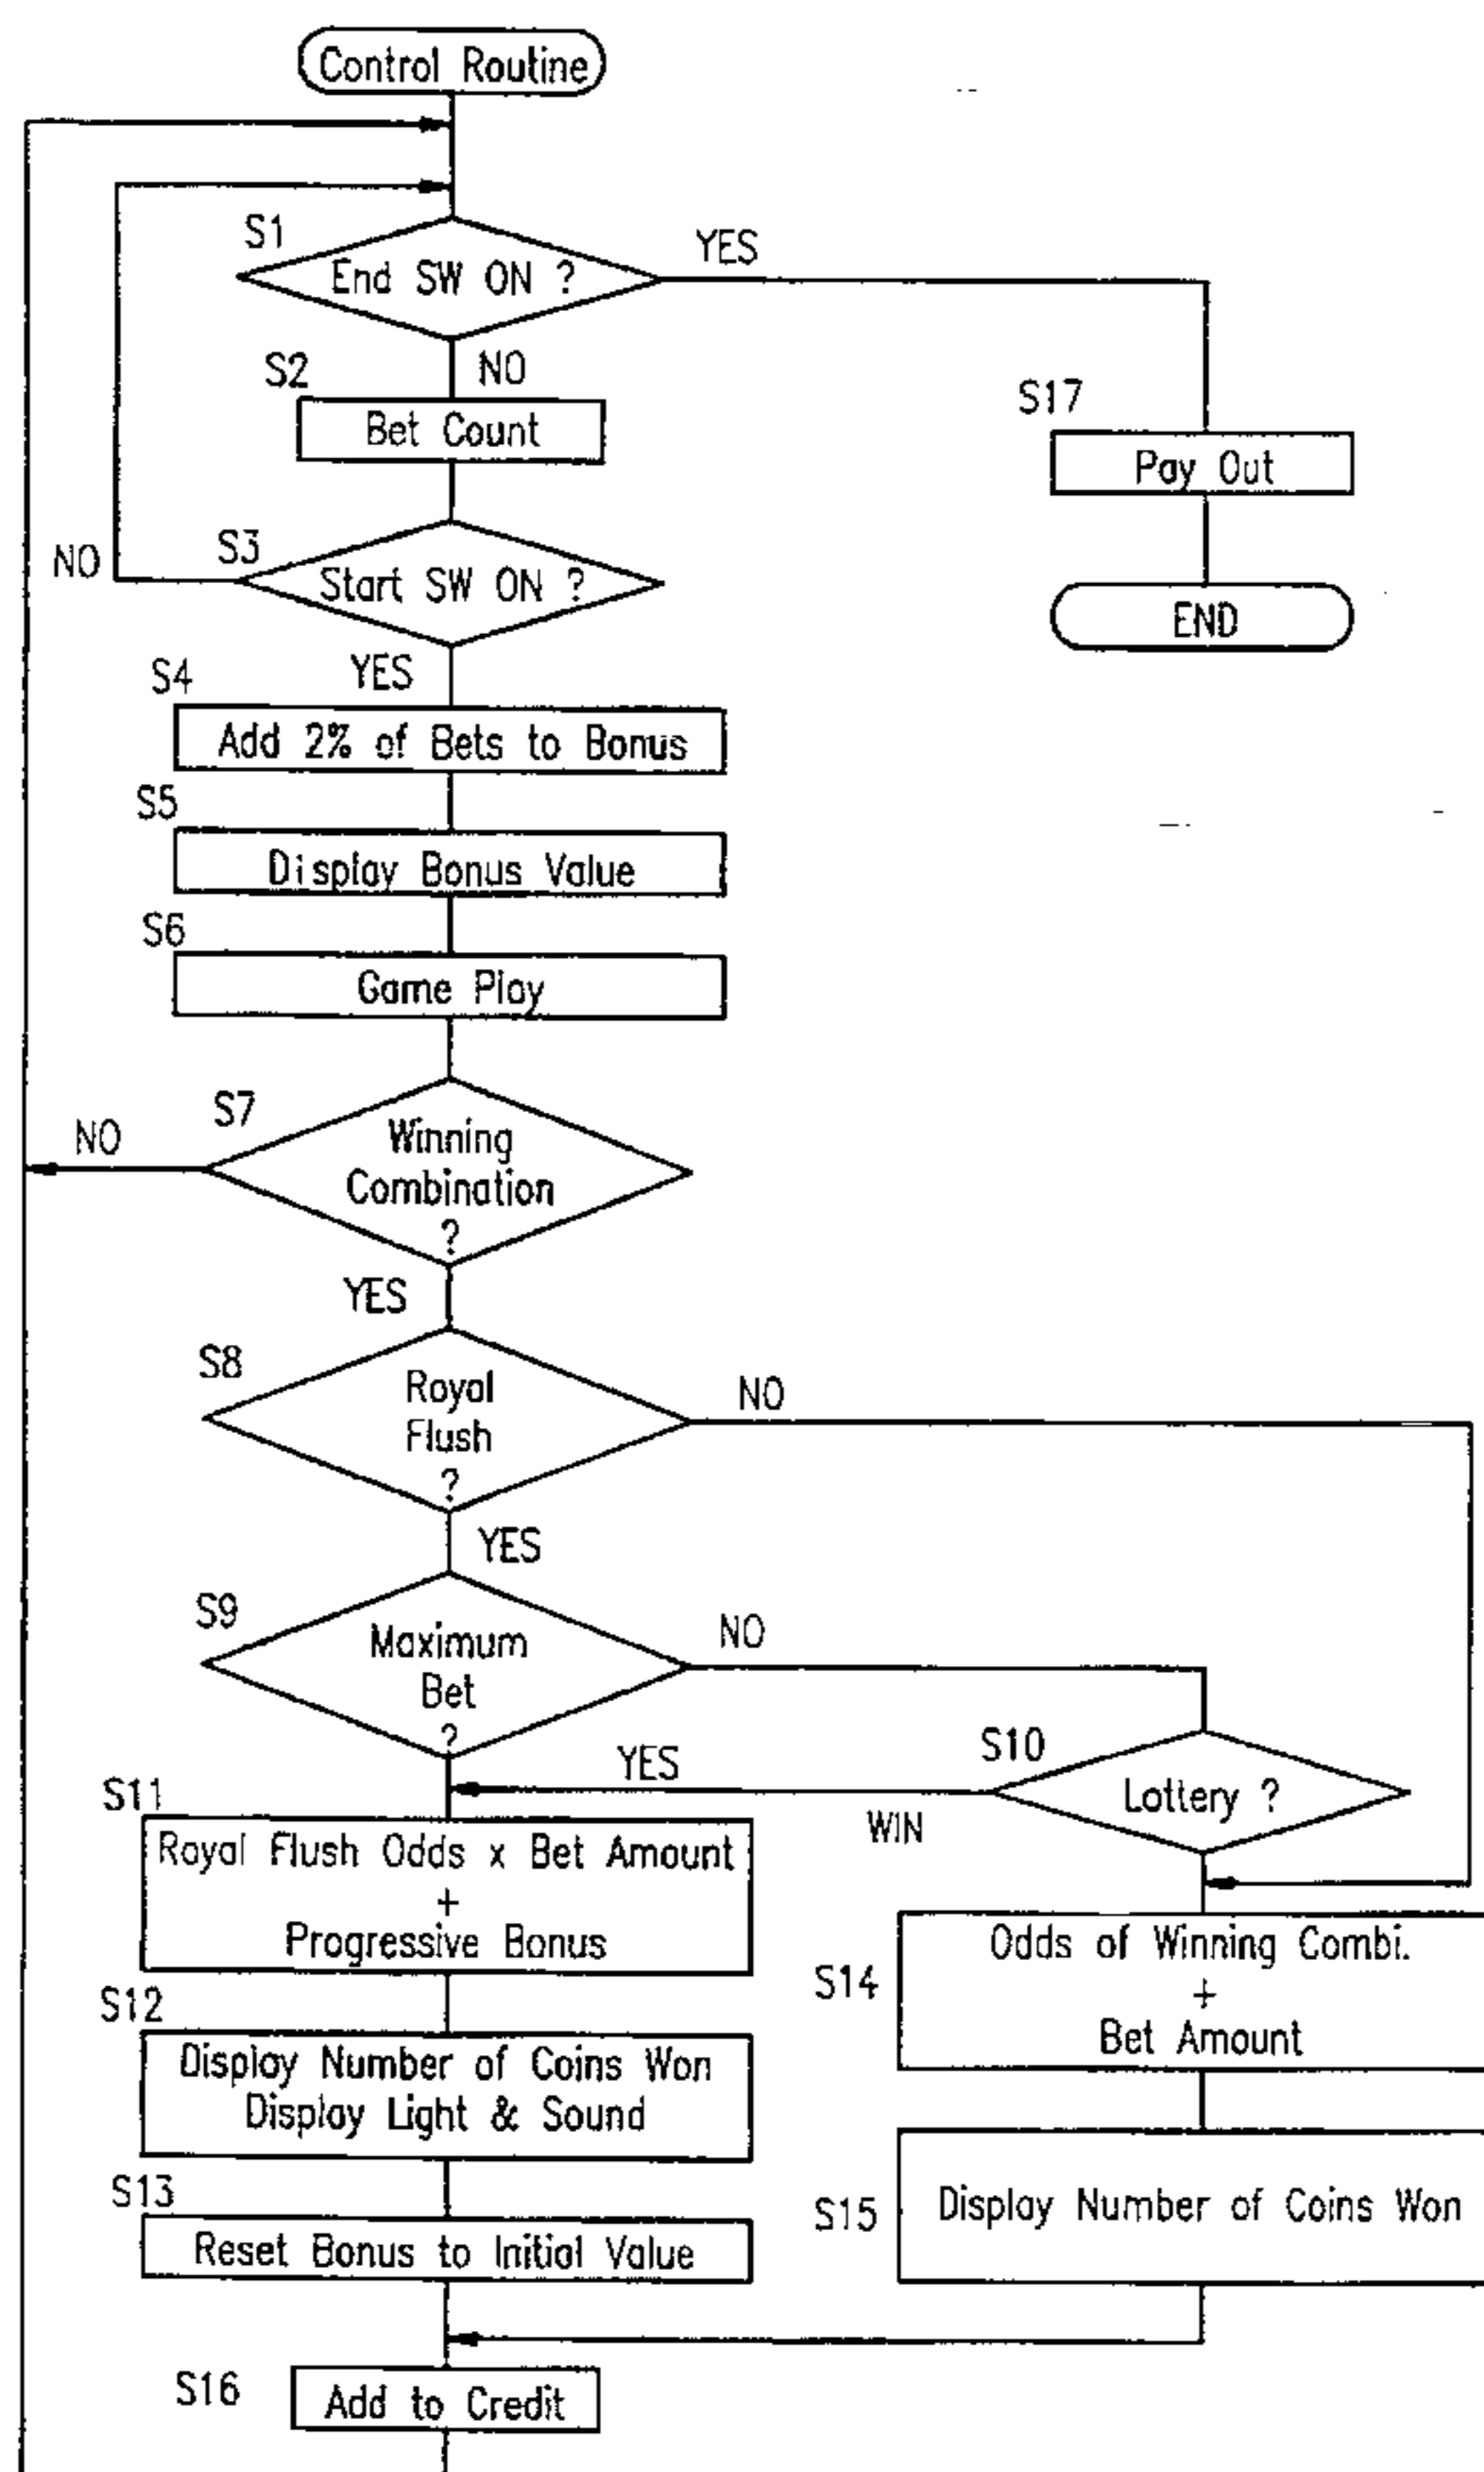 Control Routine
S1
End SW ON ?
YES
NO
S2
Bet Count
S17
Pay Out
END
S3
Start SW ON ?
NO
YES
S4
Add 2% of Bets to Bonus
S5
Display Bonus Value
S6
Game Play
S7
Winning
Combination
?
NO
YES
S8
Royal
Flush
?
NO
YES
S9
Maximum
Bet
?
NO
S10
Lottery ?
YES
WIN
S11
Royal Flush Odds x Bet Amount
+
Progressive Bonus
S12
Display Number of Coins Won
Display Light & Sound
S13
Reset Bonus to Initial Value
S14
Odds of Winning Combi.
+
Bet Amount
S15
Display Number of Coins Won
S16
Add to Credit